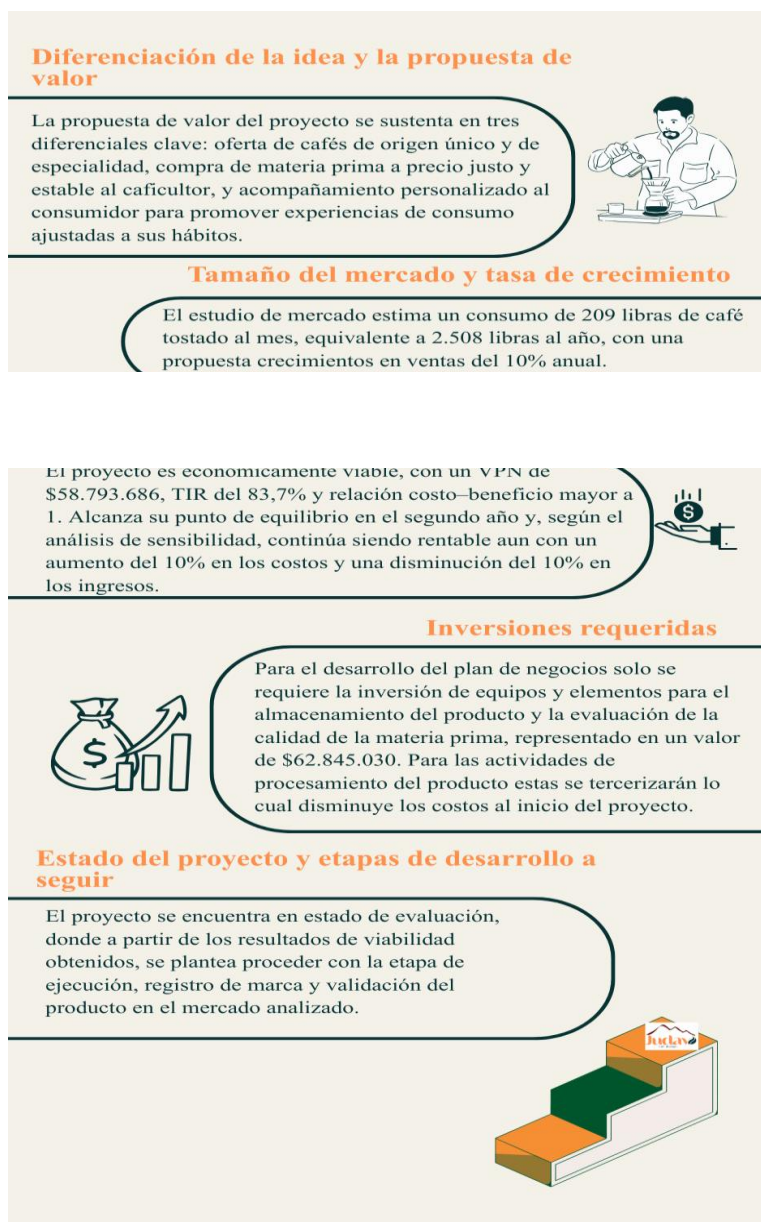 Diferenciación de la idea y la propuesta de
valor
La propuesta de valor del proyecto se sustenta en tres
diferenciales clave: oferta de cafés de origen único y de
especialidad, compra de materia prima a precio justo y
estable al caficultor, y acompañamiento personalizado al
consumidor para promover experiencias de consumo
ajustadas a sus hábitos.
Tamaño del mercado y tasa de crecimiento
El estudio de mercado estima un consumo de 209 libras de café
tostado al mes, equivalente a 2.508 libras al año, con una
propuesta crecimientos en ventas del 10% anual.
El proyecto es económicamente viable, con un VPN de
$58.793.686, TIR del 83,7% y relación costo–beneficio mayor a
1. Alcanza su punto de equilibrio en el segundo año y, según el
análisis de sensibilidad, continúa siendo rentable aun con un
aumento del 10% en los costos y una disminución del 10% en
los ingresos.
Inversiones requeridas
Para el desarrollo del plan de negocios solo se
requiere la inversión de equipos y elementos para el
almacenamiento del producto y la evaluación de la
calidad de la materia prima, representado en un valor
de $62.845.030. Para las actividades de
procesamiento del producto estas se tercerizarán lo
cual disminuye los costos al inicio del proyecto.
Estado del proyecto y etapas de desarrollo a
seguir
El proyecto se encuentra en estado de evaluación,
donde a partir de los resultados de viabilidad
obtenidos, se plantea proceder con la etapa de
ejecución, registro de marca y validación del
producto en el mercado analizado.